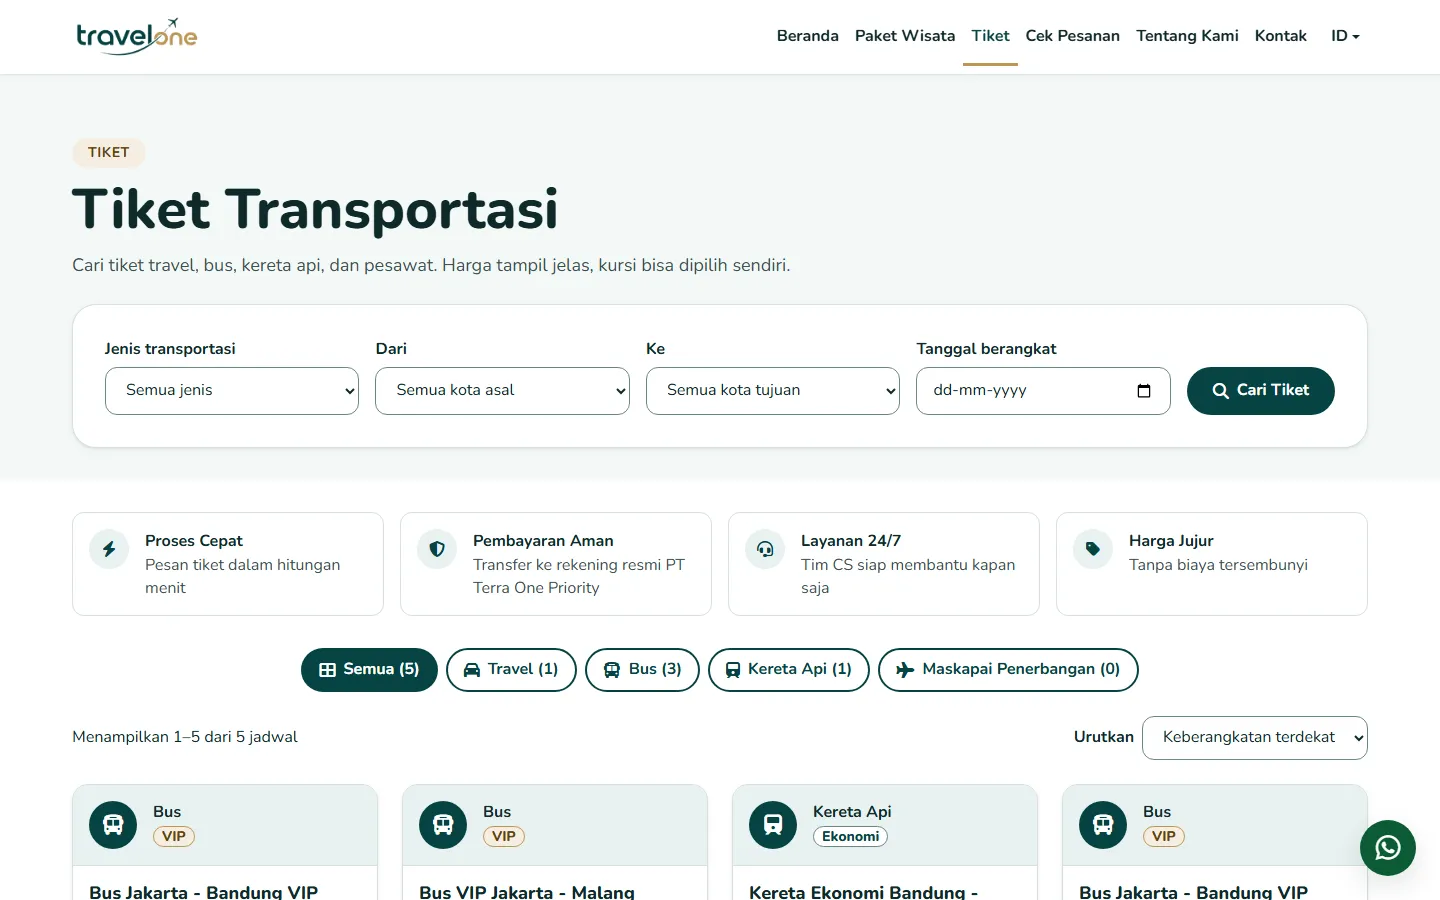 travelone
Beranda Paket Wisata Tiket Cek Pesanan Tentang Kami Kontak ID
TIKET
Tiket Transportasi
Cari tiket travel, bus, kereta api, dan pesawat. Harga tampil jelas, kursi bisa dipilih sendiri.
Jenis transportasi Dari Ke Tanggal berangkat
Semua jenis Semua kota asal Semua kota tujuan dd-mm-yyyy Cari Tiket
Proses Cepat
Pesan tiket dalam hitungan
menit
Pembayaran Aman
Transfer ke rekening resmi PT
Terra One Priority
Layanan 24/7
Tim CS siap membantu kapan
saja
Harga Jujur
Tanpa biaya tersembunyi
Semua (5) Travel (1) Bus (3) Kereta Api (1) Maskapai Penerbangan (0)
Menampilkan 1–5 dari 5 jadwal
Urutkan Keberangkatan terdekat
Bus
VIP
Bus Jakarta - Bandung VIP
Bus
VIP
Bus VIP Jakarta - Malang
Kereta Api
Ekonomi
Kereta Ekonomi Bandung -
Bus
VIP
Bus Jakarta - Bandung VIP